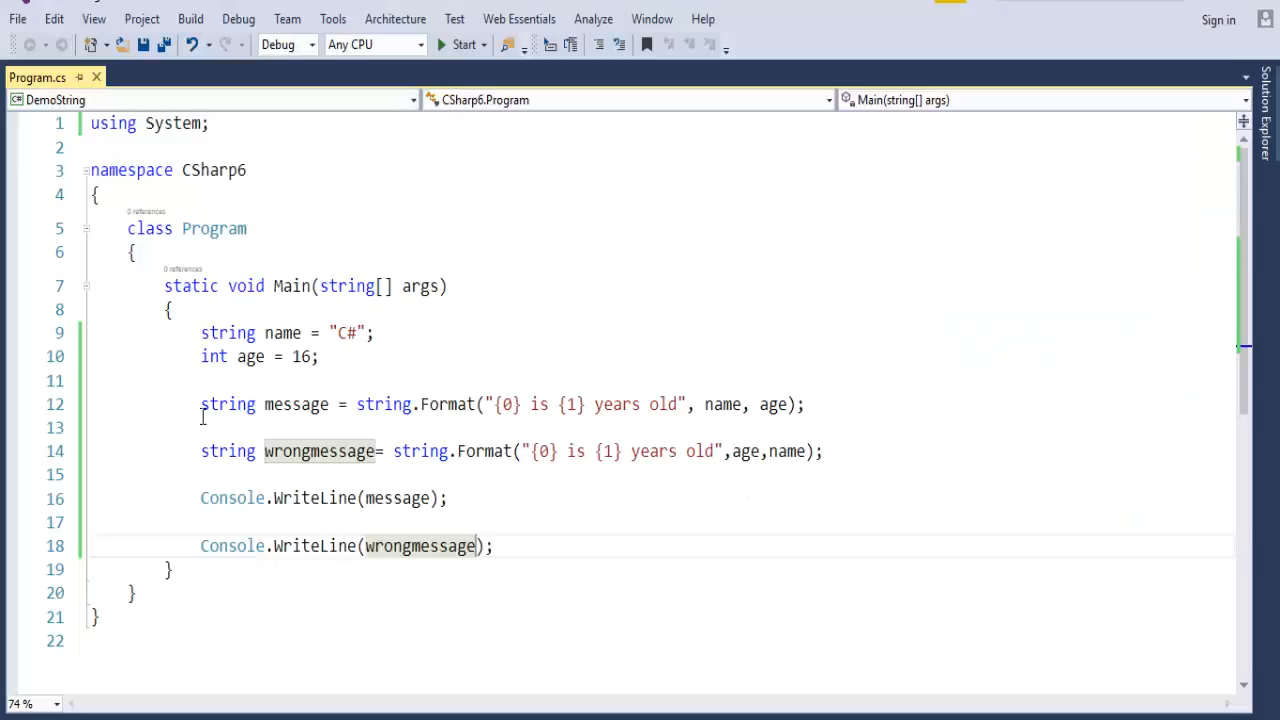 File Edit View Project Build Debug Team Tools Architecture Test Web Essentials Analyze Window Help Sign in
Debug Any CPU Start
Program.cs
DemoString CSharp6.Program Main(string[] args)
Solution Explorer
1 using System;
2
3 namespace CSharp6
4 {
0 references
5 class Program
6 {
0 references
7 static void Main(string[] args)
8 {
9 string name = "C#";
10 int age = 16;
11
12 string message = string.Format("{0} is {1} years old", name, age);
13
14 string wrongmessage= string.Format("{0} is {1} years old",age,name);
15
16 Console.WriteLine(message);
17
18 Console.WriteLine(wrongmessage);
19 }
20 }
21 }
22
74 %